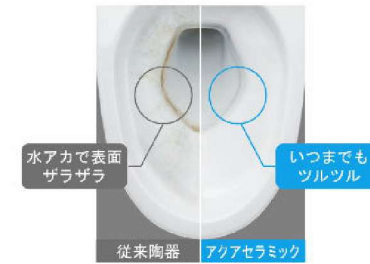 水アカで表面
ザラザラ
いつまでも
ツルツル
従来陶器
アクアセラミック